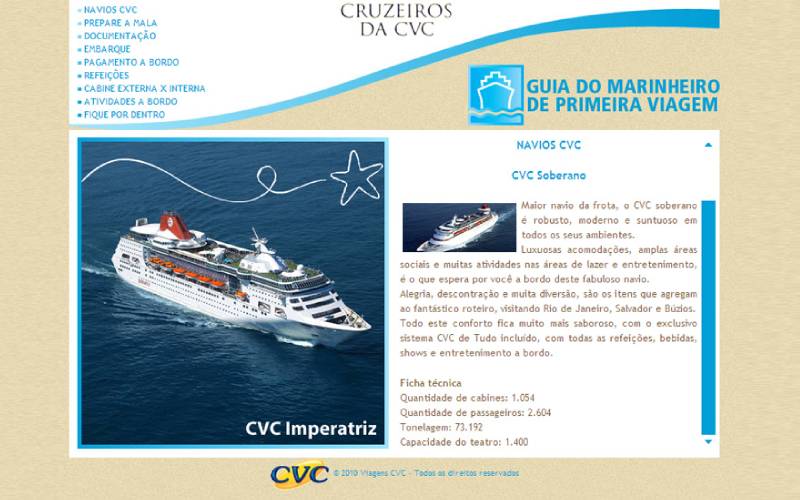 NAVIOS CVC
PREPARE A MALA
DOCUMENTAÇÃO
EMBARQUE
PAGAMENTO A BORDO
REFEIÇÕES
CABINE EXTERNA X INTERNA
ATIVIDADES A BORDO
FIQUE POR DENTRO
CRUZEIROS
DA CVC
GUIA DO MARINHEIRO
DE PRIMEIRA VIAGEM
CVC Imperatriz
NAVIOS CVC
CVC Soberano
Maior navio da frota, o CVC soberano
é robusto, moderno e suntuoso em
todos os seus ambientes.
Luxuosas acomodações, amplas áreas
sociais e muitas atividades nas áreas de lazer e entretenimento,
é o que espera por você a bordo deste fabuloso navio.
Alegria, descontração e muita diversão, são os itens que agregam
ao fantástico roteiro, visitando Rio de Janeiro, Salvador e Búzios.
Todo este conforto fica muito mais saboroso, com o exclusivo
sistema CVC de Tudo incluído, com todas as refeições, bebidas,
shows e entretenimento a bordo.
Ficha técnica
Quantidade de cabines: 1.054
Quantidade de passageiros: 2.604
Tonelagem: 73.192
Capacidade do teatro: 1.400
CVC © 2010 Viagens CVC - Todos os direitos reservados